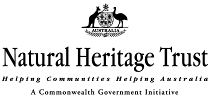 AUSTRALIA
Natural Heritage Trust
Helping Communities Helping Australia
A Commonwealth Government Initiative